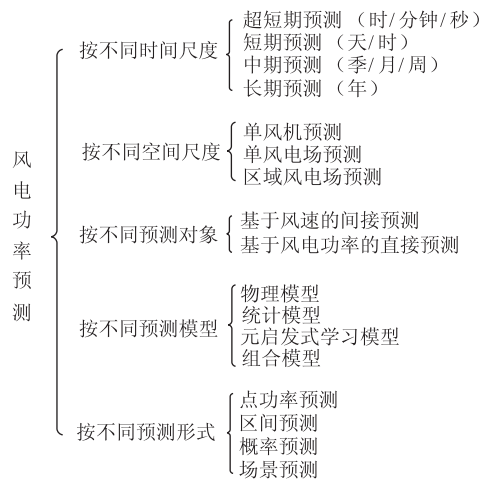 风电功率预测
按不同时间尺度
超短期预测（时/分钟/秒）
短期预测（天/时）
中期预测（季/月/周）
长期预测（年）
按不同空间尺度
单风机预测
单风电场预测
区域风电场预测
按不同预测对象
基于风速的间接预测
基于风电功率的直接预测
按不同预测模型
物理模型
统计模型
元启发式学习模型
组合模型
按不同预测形式
点功率预测
区间预测
概率预测
场景预测